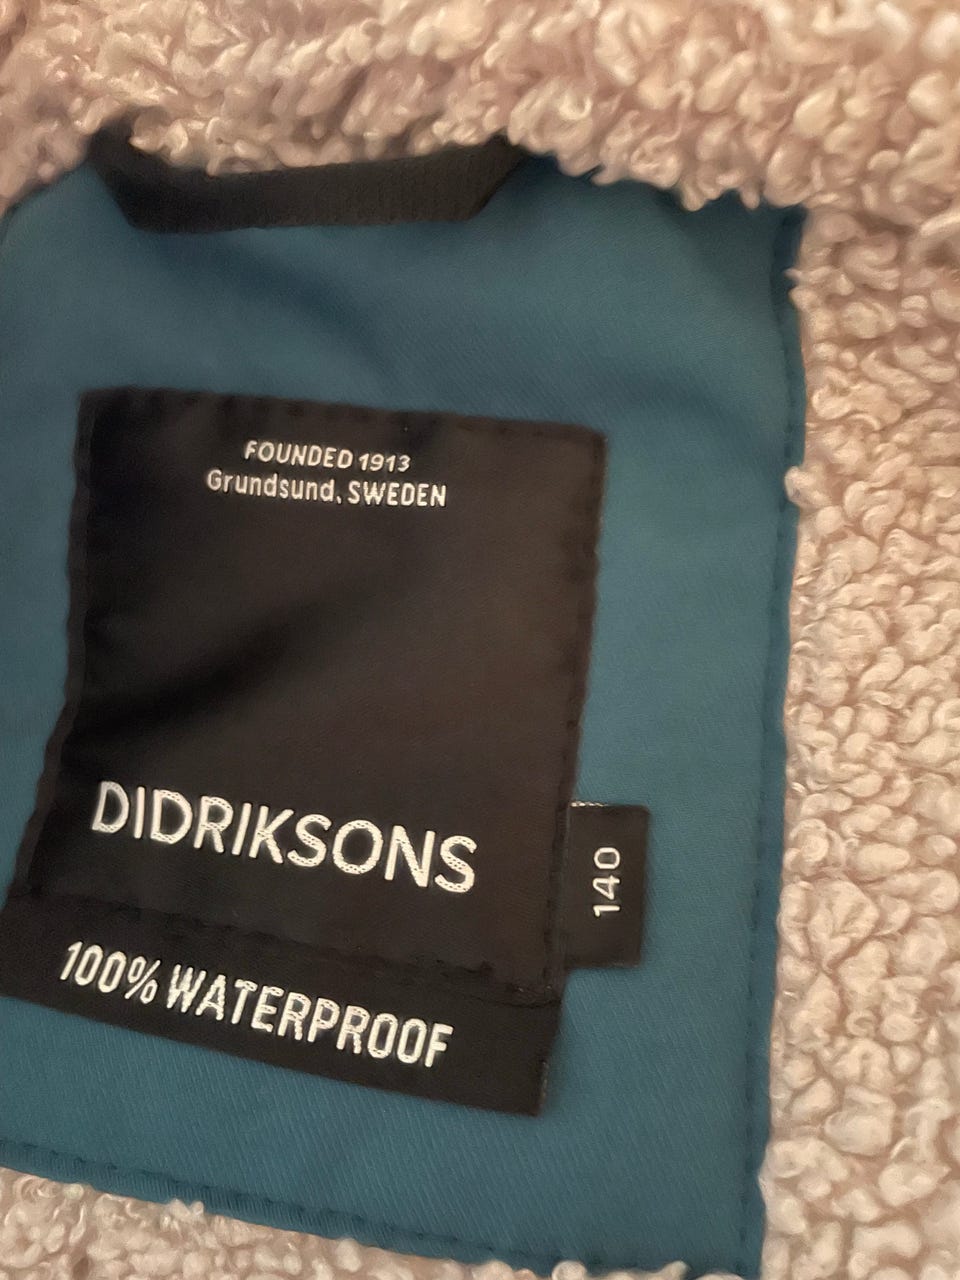 FOUNDED 1913
Grundsund, SWEDEN
DIDRIKSONS
140
100% WATERPROOF